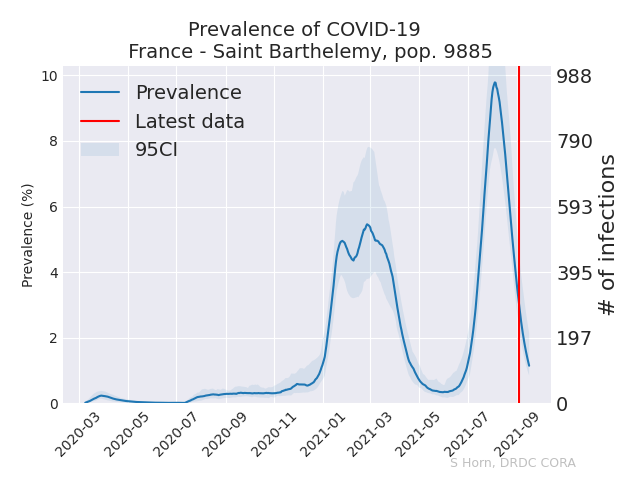 Prevalence of COVID-19
France - Saint Barthelemy, pop. 9885
Prevalence
Latest data
95CI
Prevalence (%)
10
8
6
4
2
0
988
790
593
395
197
0
# of infections
2020-03
2020-05
2020-07
2020-09
2020-11
2021-01
2021-03
2021-05
2021-07
2021-09
S Horn, DRDC CORA